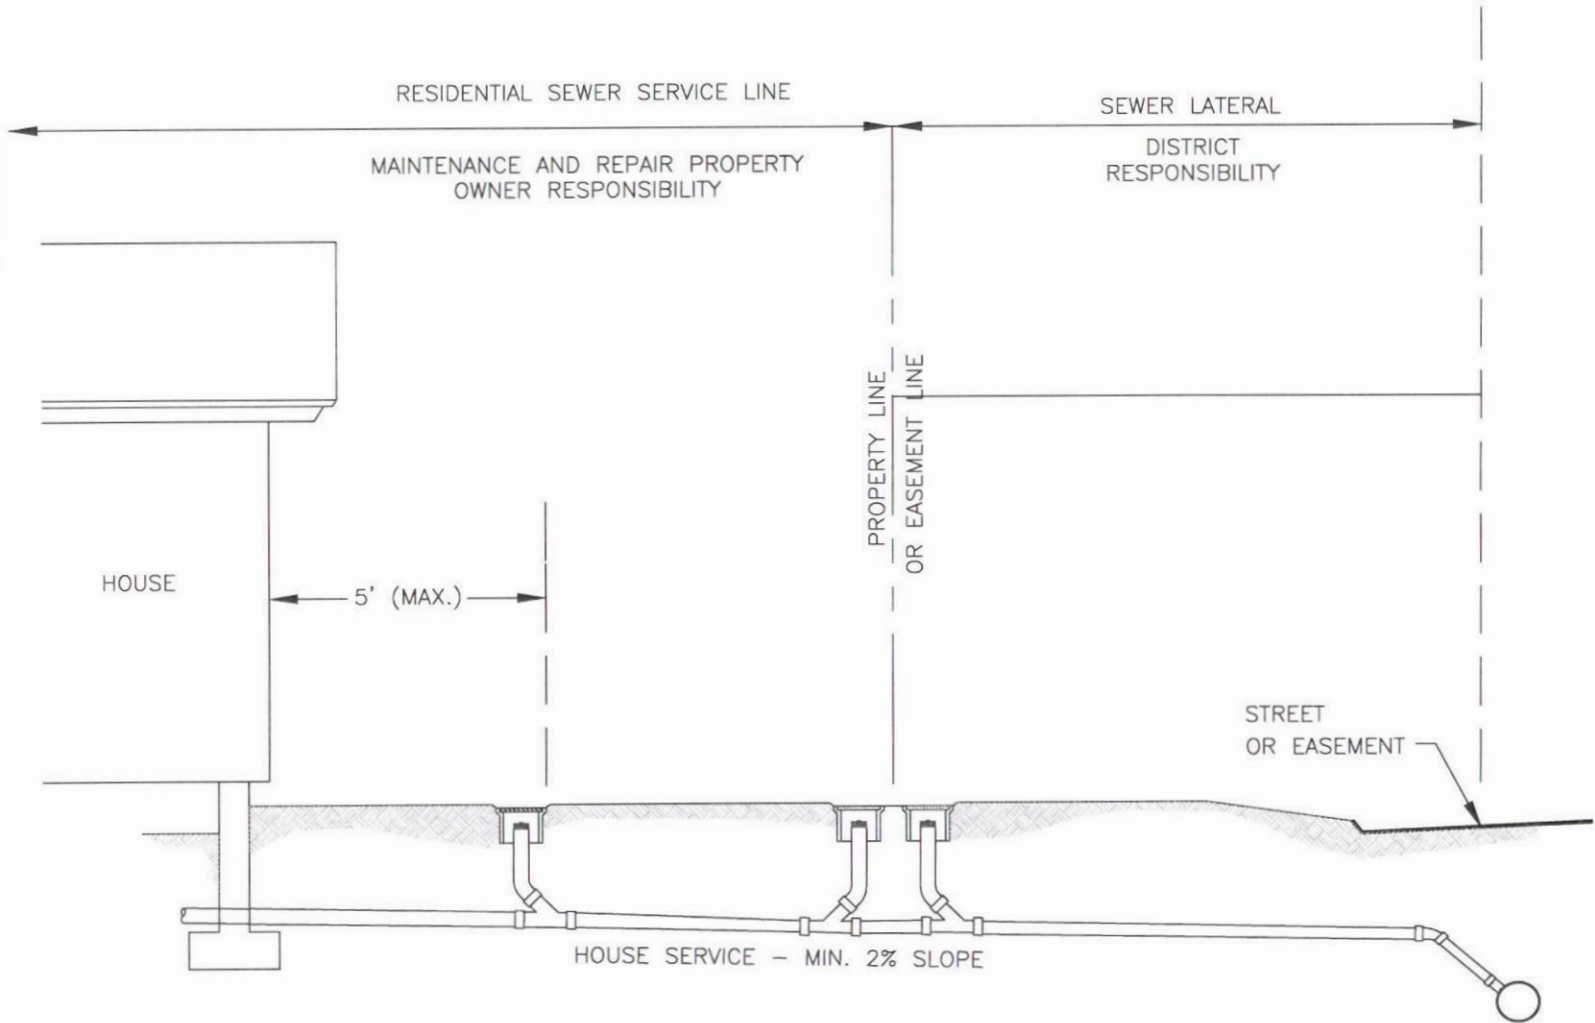 RESIDENTIAL SEWER SERVICE LINE
MAINTENANCE AND REPAIR PROPERTY
OWNER RESPONSIBILITY
SEWER LATERAL
DISTRICT
RESPONSIBILITY
PROPERTY LINE
OR EASEMENT LINE
HOUSE
5' (MAX.)
STREET
OR EASEMENT
HOUSE SERVICE – MIN. 2% SLOPE